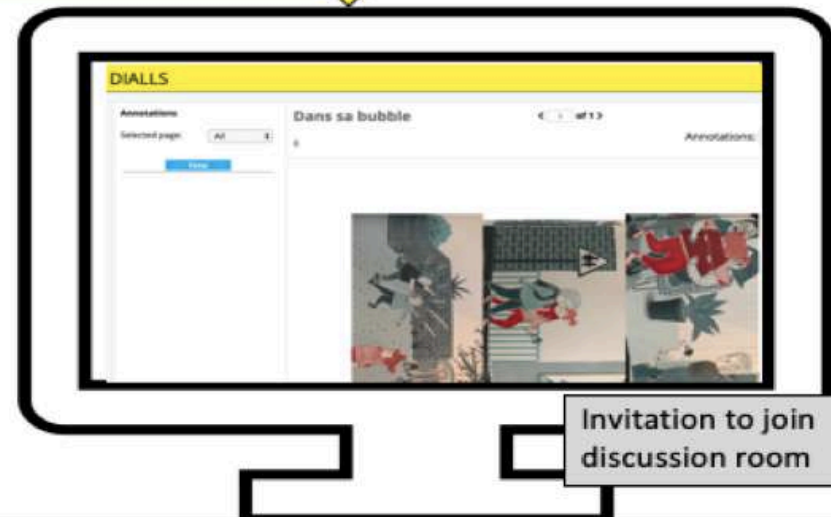 DIALLS
Annotations
Selected page: All
Dans sa bubble
of 1
Annotations:
Invitation to join
discussion room